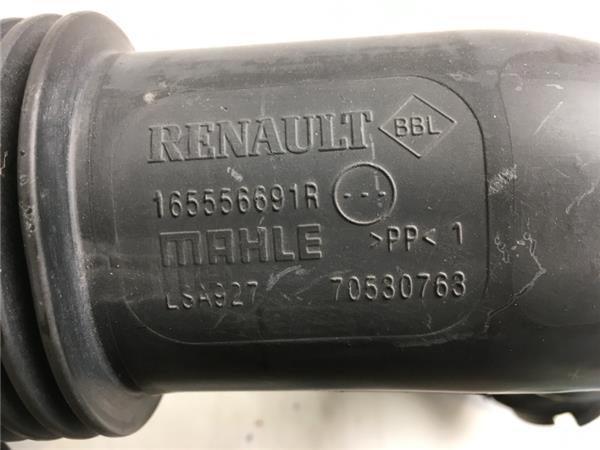 RENAULT BBL
165556691R
MAHLE >PP< 1
LSA927 70530763